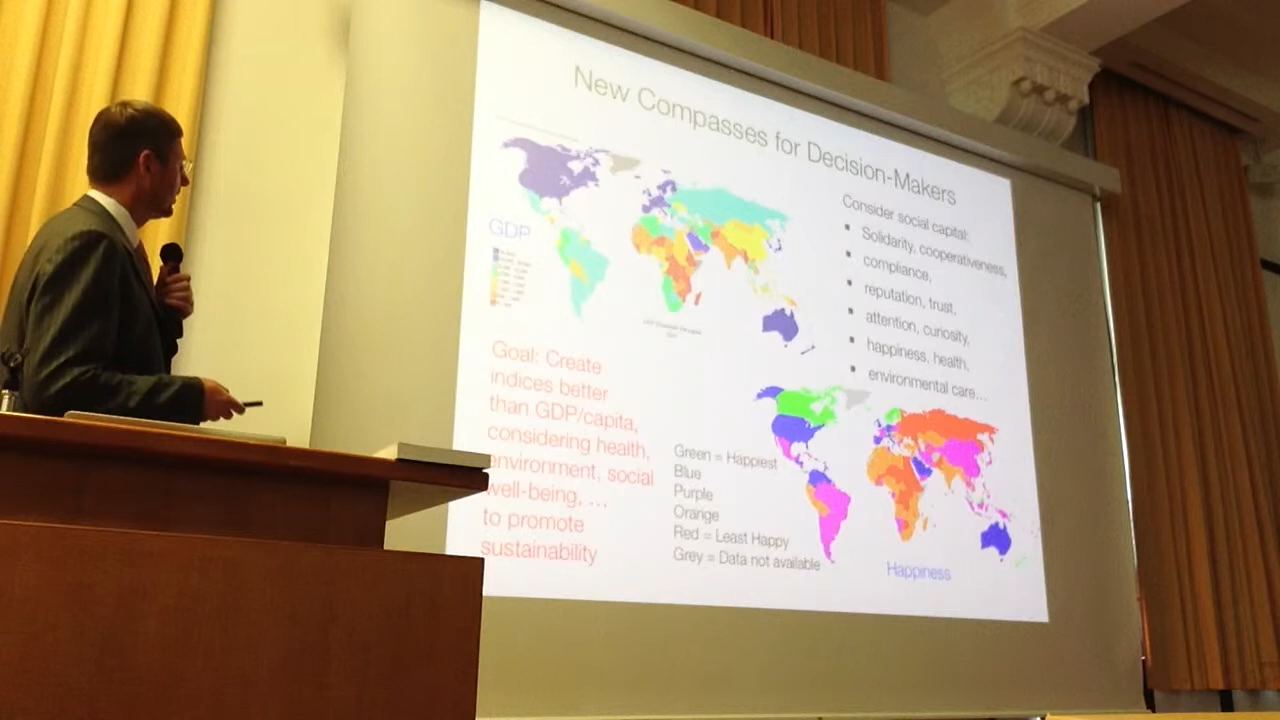 New Compasses for Decision-Makers
GDP
Goal: Create
indices better
than GDP/capita,
considering health,
environment, social
well-being, ...
to promote
sustainability
Consider social capital:
▪ Solidarity, cooperativeness,
▪ compliance,
▪ reputation, trust,
▪ attention, curiosity,
▪ happiness, health,
▪ environmental care...
Green = Happiest
Blue
Purple
Orange
Red = Least Happy
Grey = Data not available
Happiness